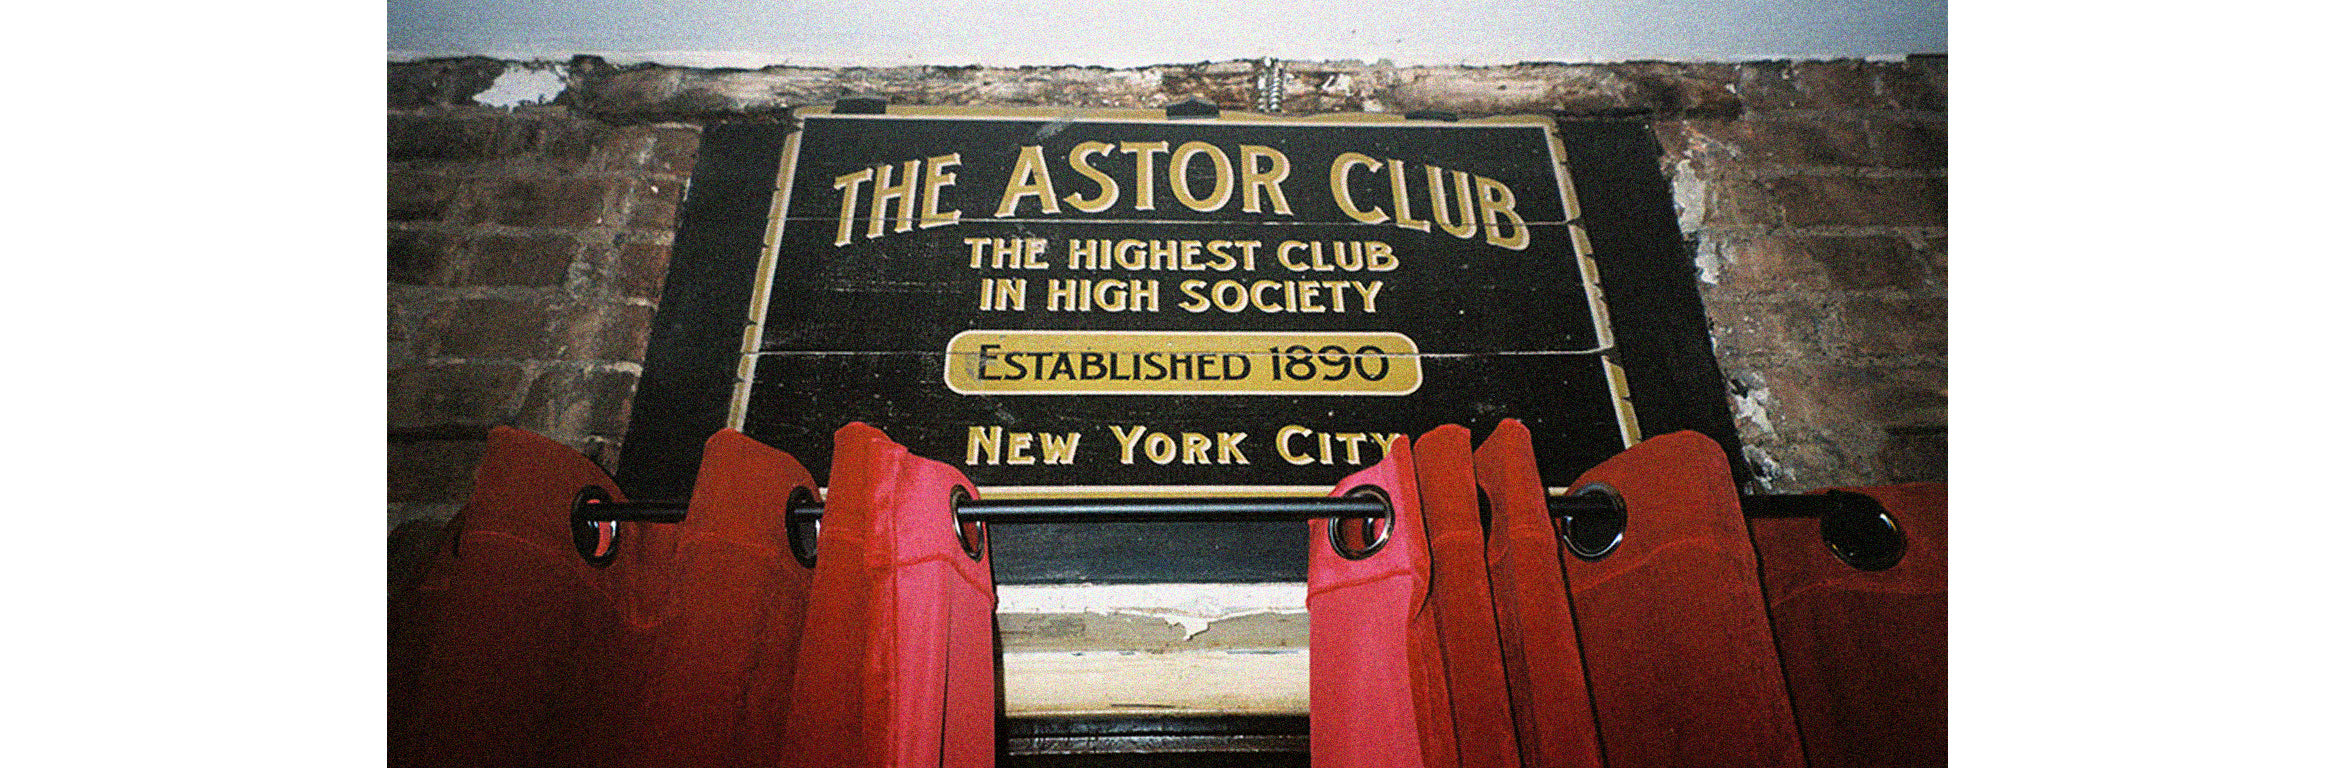 THE ASTOR CLUB
THE HIGHEST CLUB
IN HIGH SOCIETY
ESTABLISHED 1890
NEW YORK CITY